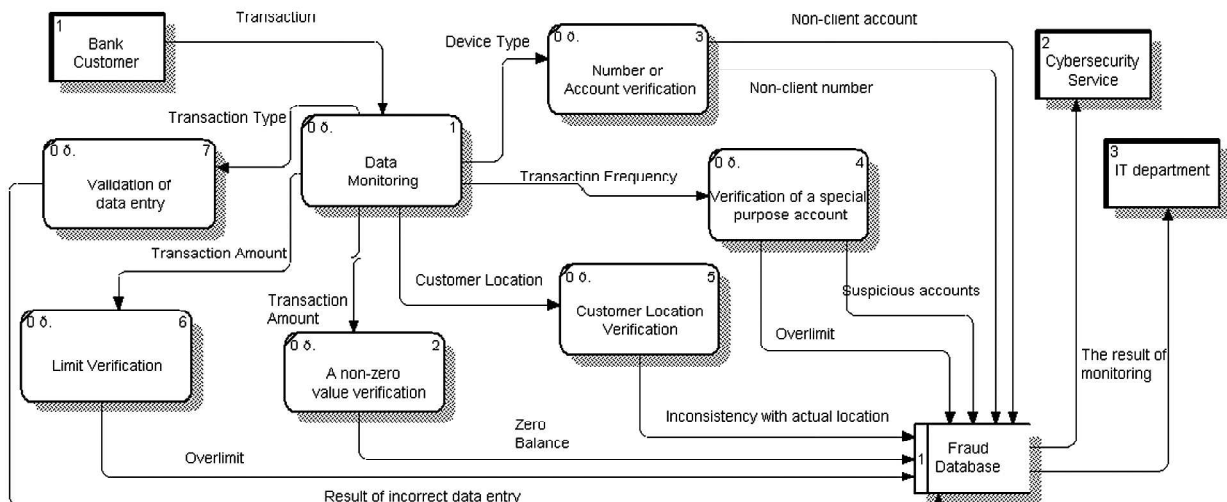 Transaction
1
Bank
Customer
Device Type
0 б.
3
Number or
Account verification
Non-client account
Non-client number
2
Cybersecurity
Service
3
IT department
Transaction Type
0 б.
7
Validation of
data entry
0 б.
1
Data
Monitoring
Transaction Frequency
0 б.
4
Verification of a special
purpose account
Transaction Amount
Customer Location
0 б.
5
Customer Location
Verification
Suspicious accounts
Overlimit
Transaction
Amount
0 б.
6
Limit Verification
0 б.
2
A non-zero
value verification
The result of
monitoring
Inconsistency with actual location
Zero
Balance
1
Fraud
Database
Overlimit
Result of incorrect data entry